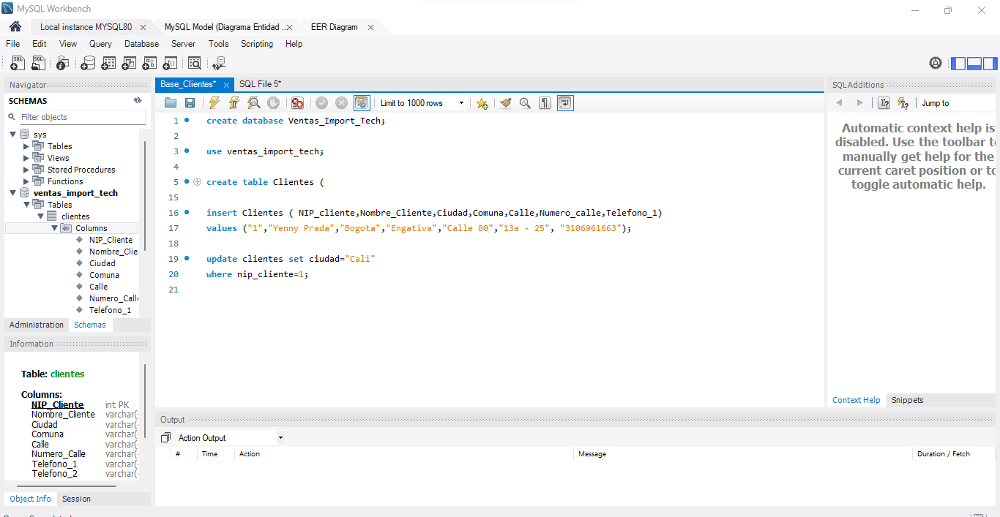 MySQL Workbench
Local instance MYSQL80
MySQL Model (Diagrama Entidad ..
EER Diagram
File Edit View Query Database Server Tools Scripting Help
Navigator
SCHEMAS
Filter objects
sys
Tables
Views
Stored Procedures
Functions
ventas_import_tech
Tables
clientes
Columns
NIP_Cliente
Nombre_Clie
Ciudad
Comuna
Calle
Numero_Calle
Telefono_1
Administration Schemas
Information
Table: clientes
Columns:
NIP_Cliente int PK
Nombre_Cliente varchar(
Ciudad varchar(
Comuna varchar(
Calle varchar(
Numero_Calle varchar(
Telefono_1 varchar(
Telefono_2 varchar(
Object Info Session
Base_Clientes* SQL File 5*
Limit to 1000 rows
1 create database Ventas_Import_Tech;
2
3 use ventas_import_tech;
4
5 create table Clientes (
15
16 insert Clientes ( NIP_cliente,Nombre_Cliente,Ciudad,Comuna,Calle,Numero_calle,Telefono_1)
17 values ("1","Yenny Prada","Bogota","Engativa","Calle 80","13a - 25", "3106961663");
18
19 update clientes set ciudad="Cali"
20 where nip_cliente=1;
21
Output
Action Output
# Time Action Message Duration / Fetch
SQLAdditions
Jump to
Automatic context help is
disabled. Use the toolbar to
manually get help for the
current caret position or to
toggle automatic help.
Context Help Snippets